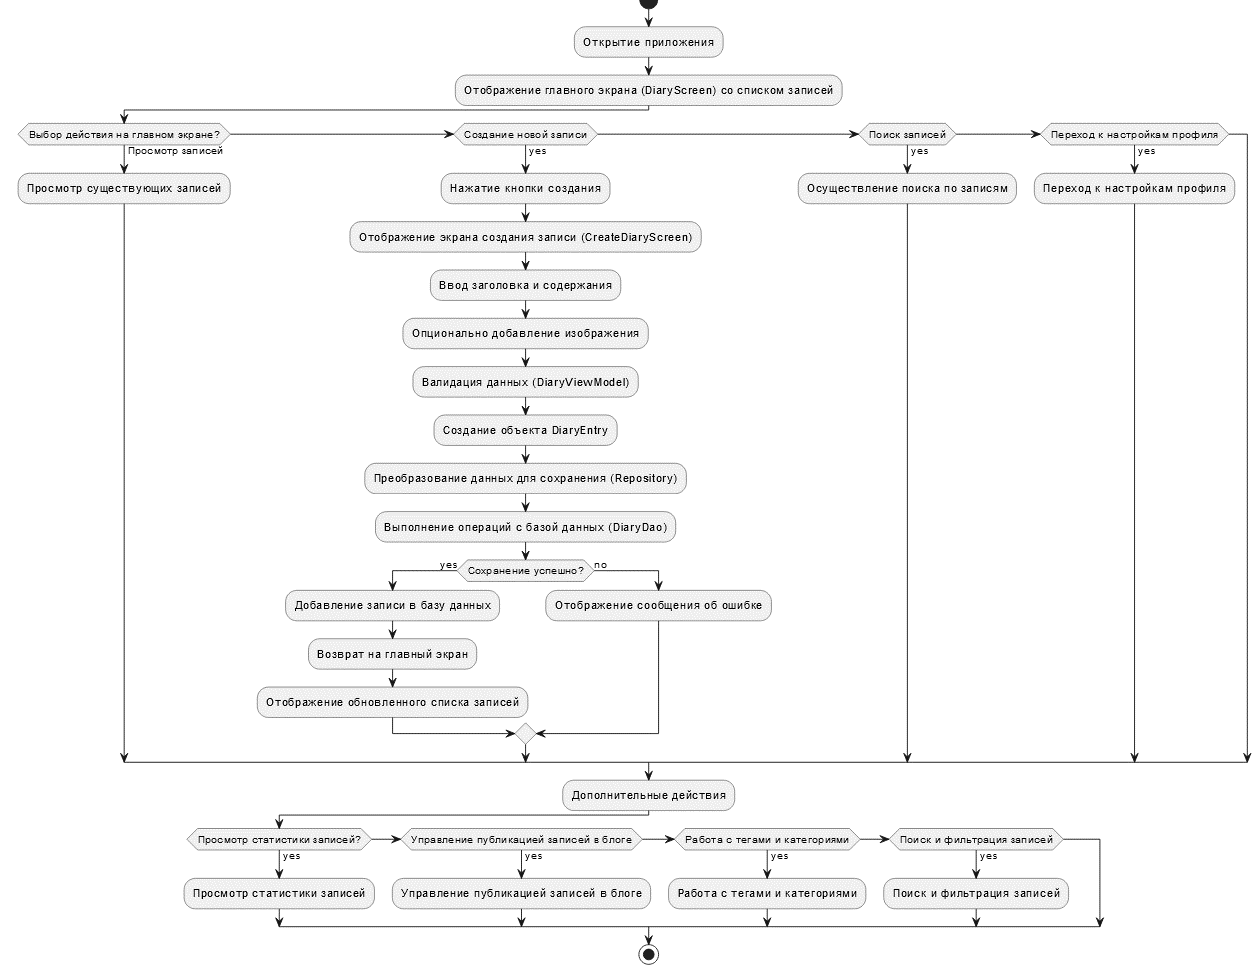 Открытие приложения
Отображение главного экрана (DiaryScreen) со списком записей
Выбор действия на главном экране?
Создание новой записи
Поиск записей
Переход к настройкам профиля
Просмотр записей
yes
yes
yes
Просмотр существующих записей
Нажатие кнопки создания
Осуществление поиска по записям
Переход к настройкам профиля
Отображение экрана создания записи (CreateDiaryScreen)
Ввод заголовка и содержания
Опционально добавление изображения
Валидация данных (DiaryViewModel)
Создание объекта DiaryEntry
Преобразование данных для сохранения (Repository)
Выполнение операций с базой данных (DiaryDao)
yes
Сохранение успешно?
no
Добавление записи в базу данных
Отображение сообщения об ошибке
Возврат на главный экран
Отображение обновленного списка записей
Дополнительные действия
Просмотр статистики записей?
Управление публикацией записей в блоге
Работа с тегами и категориями
Поиск и фильтрация записей
yes
yes
yes
yes
Просмотр статистики записей
Управление публикацией записей в блоге
Работа с тегами и категориями
Поиск и фильтрация записей